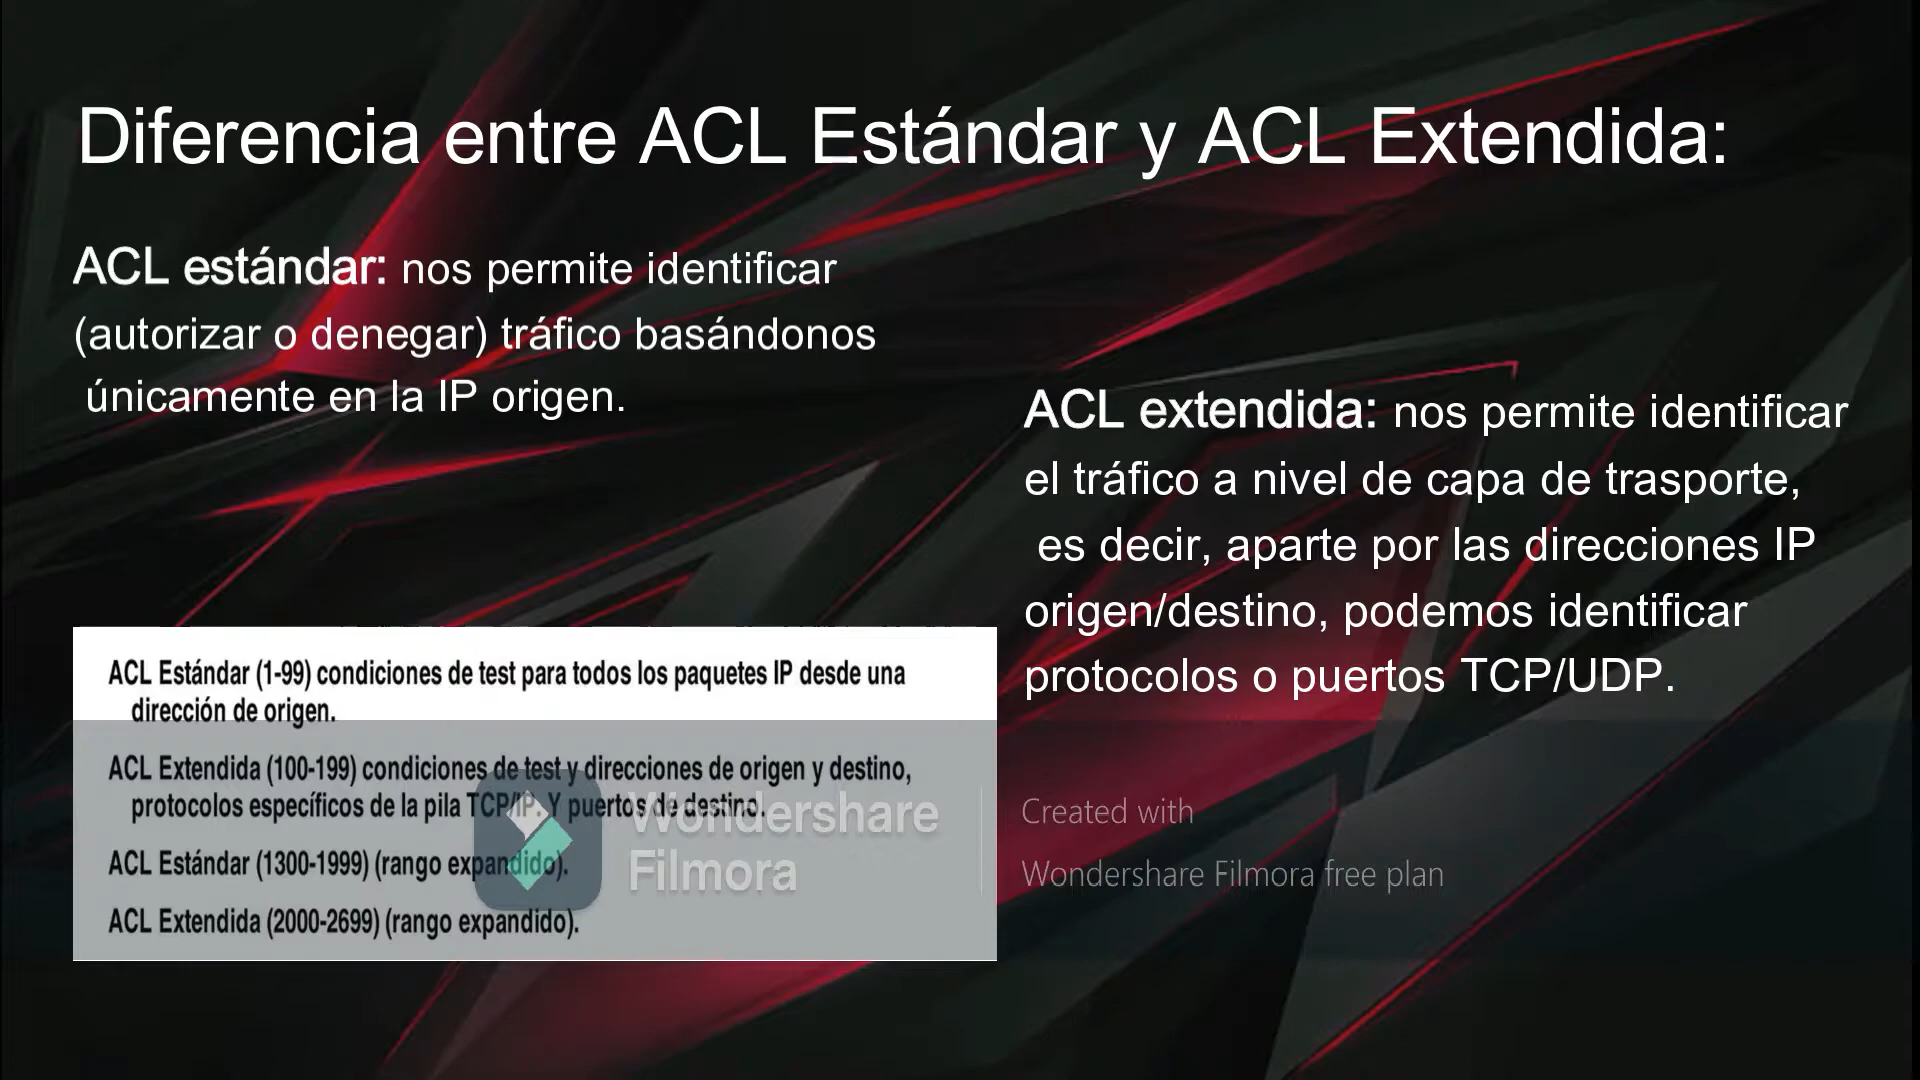 Diferencia entre ACL Estándar y ACL Extendida:
ACL estándar: nos permite identificar
(autorizar o denegar) tráfico basándonos
únicamente en la IP origen.
ACL extendida: nos permite identificar
el tráfico a nivel de capa de trasporte,
es decir, aparte por las direcciones IP
origen/destino, podemos identificar
protocolos o puertos TCP/UDP.
ACL Estándar (1-99) condiciones de test para todos los paquetes IP desde una
dirección de origen.
ACL Extendida (100-199) condiciones de test y direcciones de origen y destino,
protocolos específicos de la pila TCP/IP. Y puertos de destino.
ACL Estándar (1300-1999) (rango expandido).
ACL Extendida (2000-2699) (rango expandido).
Wondershare
Filmora
Created with
Wondershare Filmora free plan